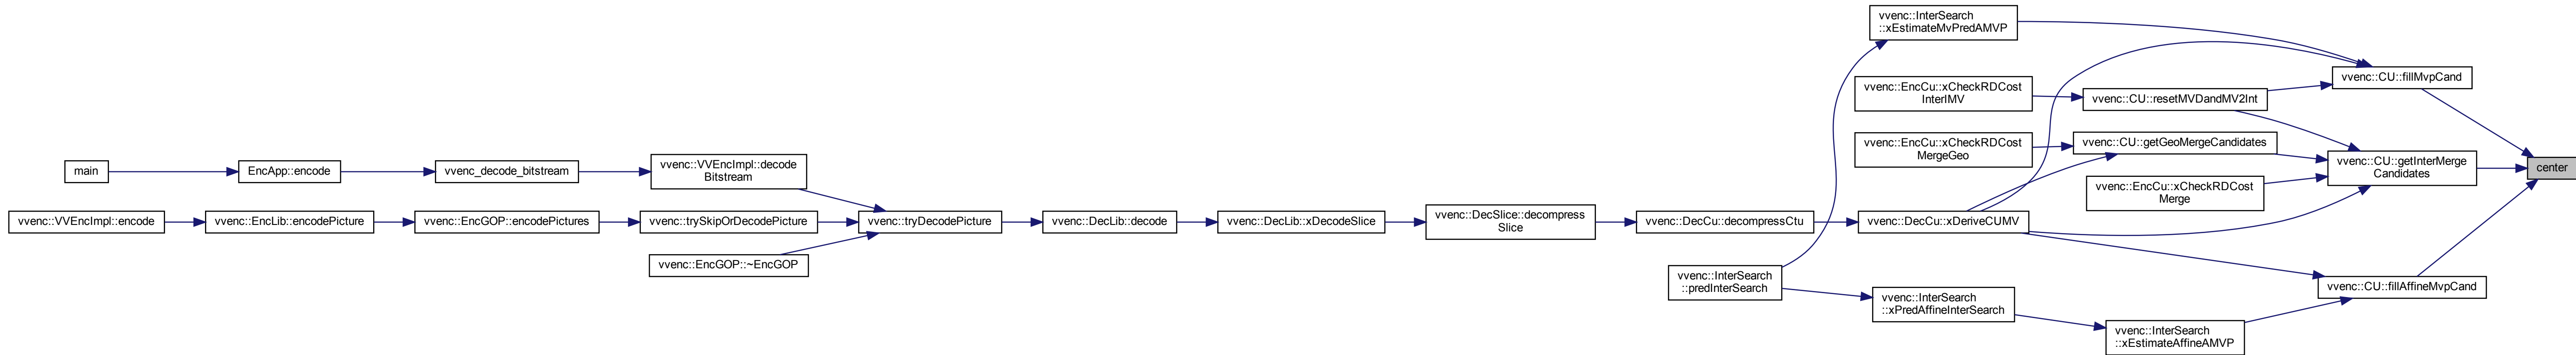 main
vvenc::VVEncImpl::encode
EncApp::encode
vvenc::EncLib::encodePicture
vvenc_decode_bitstream
vvenc::EncGOP::encodePictures
vvenc::VVEncImpl::decode
Bitstream
vvenc::trySkipOrDecodePicture
vvenc::EncGOP::~EncGOP
vvenc::tryDecodePicture
vvenc::DecLib::decode
vvenc::DecLib::xDecodeSlice
vvenc::DecSlice::decompress
Slice
vvenc::DecCu::decompressCtu
vvenc::InterSearch
::predInterSearch
vvenc::InterSearch
::xEstimateMvPredAMVP
vvenc::EncCu::xCheckRDCost
InterIMV
vvenc::EncCu::xCheckRDCost
MergeGeo
vvenc::DecCu::xDeriveCUMV
vvenc::InterSearch
::xPredAffineInterSearch
vvenc::CU::resetMVDandMV2Int
vvenc::CU::getGeoMergeCandidates
vvenc::EncCu::xCheckRDCost
Merge
vvenc::InterSearch
::xEstimateAffineAMVP
vvenc::CU::fillMvpCand
vvenc::CU::getInterMerge
Candidates
vvenc::CU::fillAffineMvpCand
center